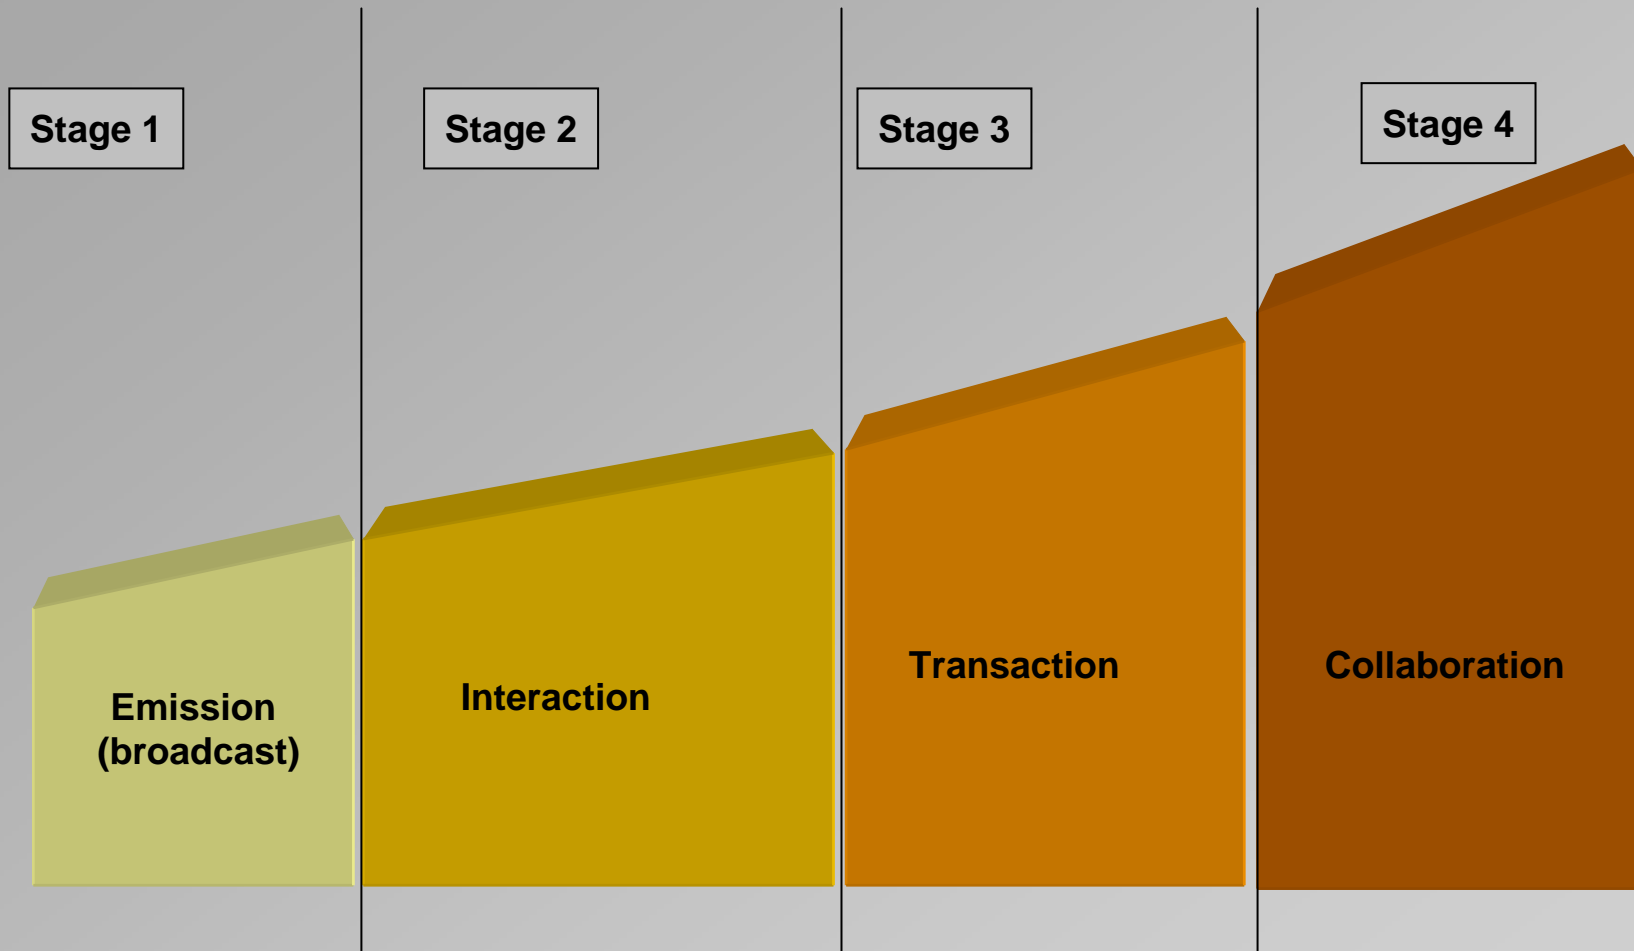 Stage 1
Stage 2
Stage 3
Stage 4
Emission
(broadcast)
Interaction
Transaction
Collaboration